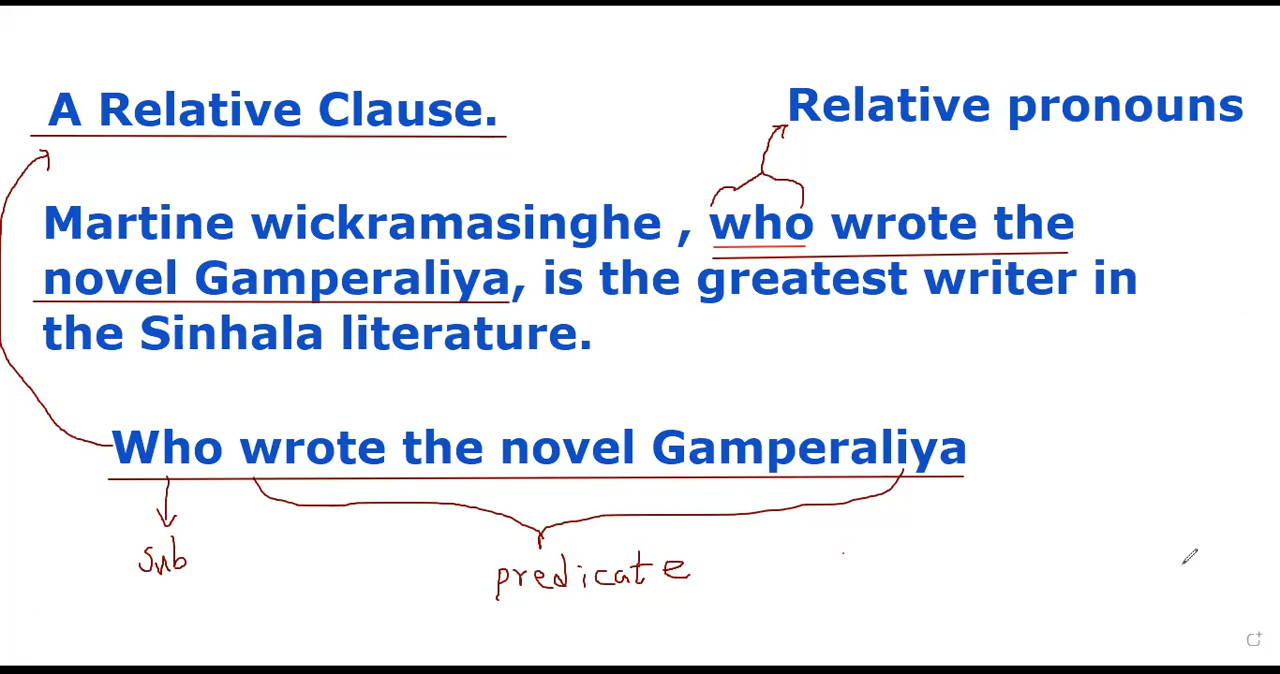 A Relative Clause.
Relative pronouns
Martine wickramasinghe , who wrote the
novel Gamperaliya, is the greatest writer in
the Sinhala literature.
Who wrote the novel Gamperaliya
sub
predicate